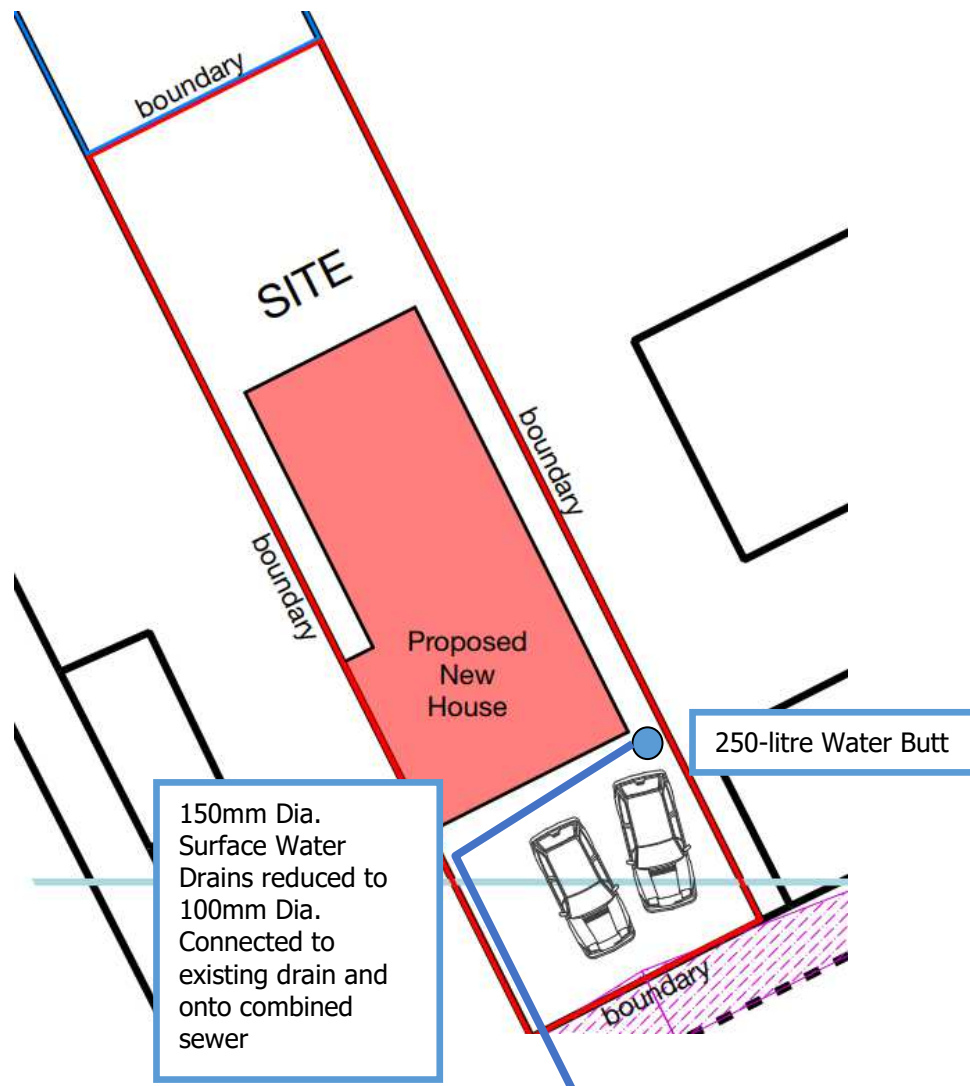 boundary
SITE
boundary
boundary
Proposed
New
House
250-litre Water Butt
150mm Dia.
Surface Water
Drains reduced to
100mm Dia.
Connected to
existing drain and
onto combined
sewer
boundary